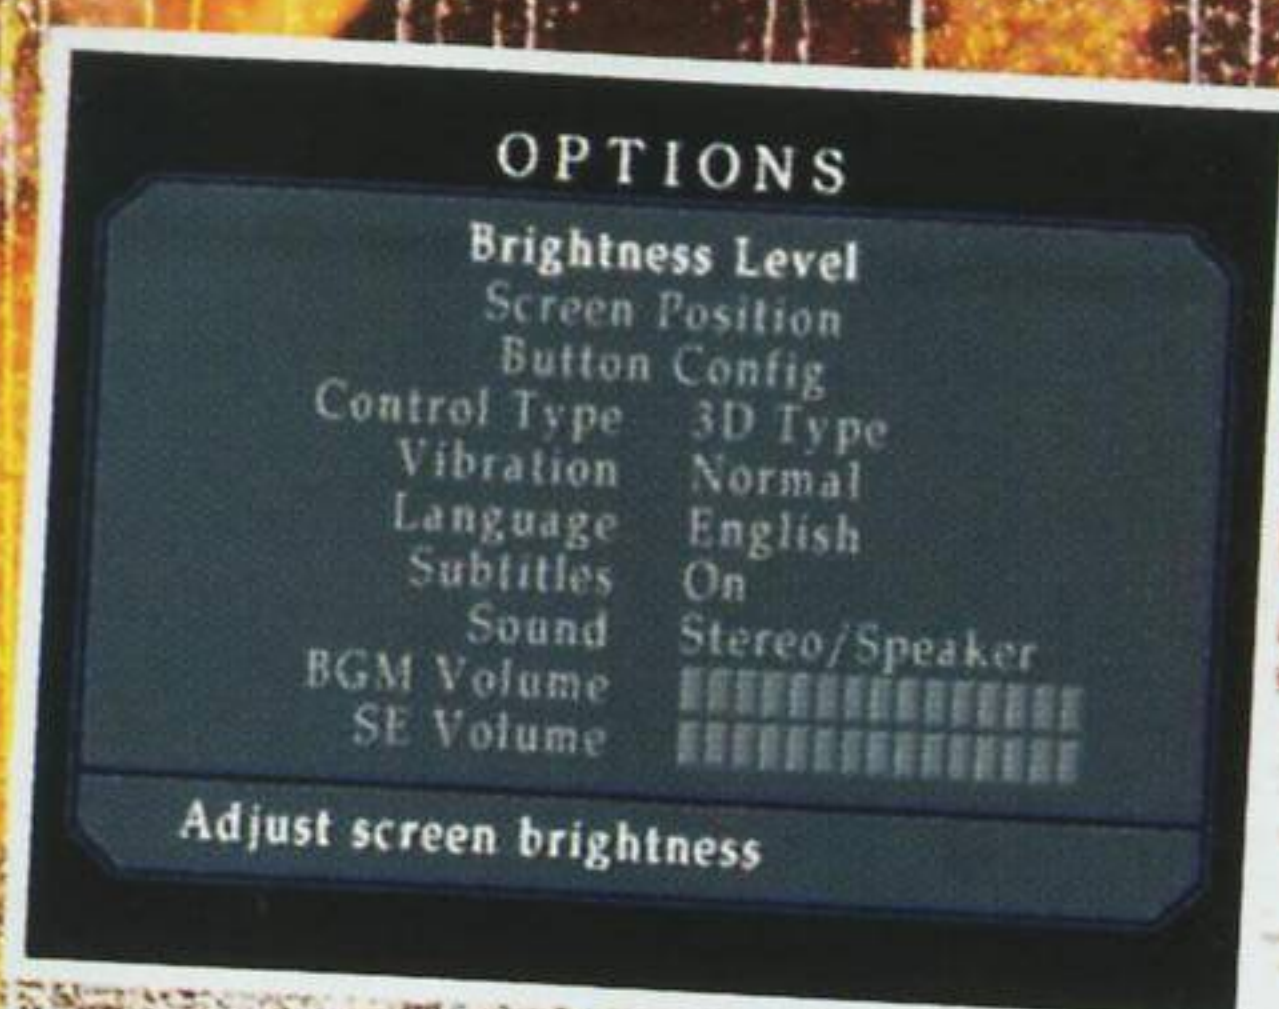 OPTIONS
Brightness Level
Screen Position
Button Config
Control Type 3D Type
Vibration Normal
Language English
Subtitles On
Sound Stereo/Speaker
BGM Volume
SE Volume
Adjust screen brightness